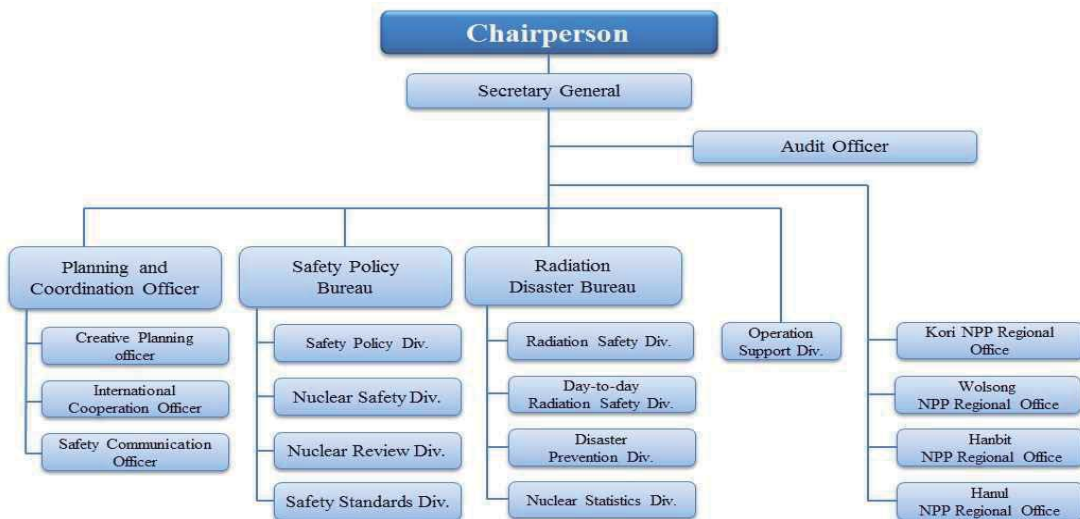 Chairperson
Secretary General
Audit Officer
Planning and
Coordination Officer
Creative Planning
officer
International
Cooperation Officer
Safety Communication
Officer
Safety Policy
Bureau
Safety Policy Div.
Nuclear Safety Div.
Nuclear Review Div.
Safety Standards Div.
Radiation
Disaster Bureau
Radiation Safety Div.
Day-to-day
Radiation Safety Div.
Disaster
Prevention Div.
Nuclear Statistics Div.
Operation
Support Div.
Kori NPP Regional
Office
Wolsong
NPP Regional Office
Hanbit
NPP Regional Office
Hanul
NPP Regional Office